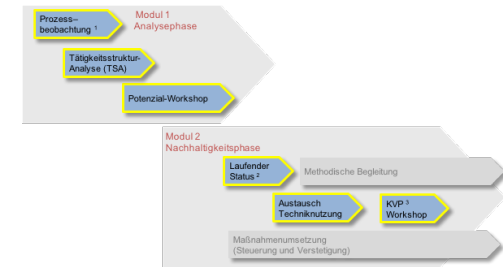 Prozess–
beobachtung ¹
Modul 1
Analysephase
Tätigkeitsstruktur-
Analyse (TSA)
Potenzial-Workshop
Modul 2
Nachhaltigkeitsphase
Laufender
Status ²
Methodische Begleitung
Austausch
Techniknutzung
KVP ³
Workshop
Maßnahmenumsetzung
(Steuerung und Verstetigung)